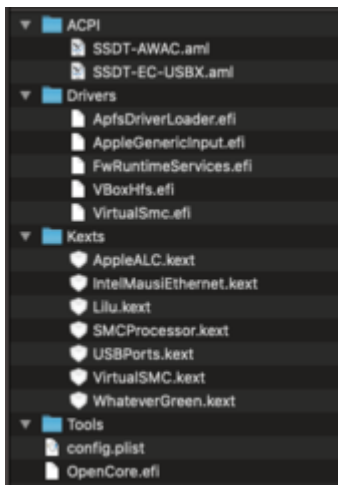 ACPI
SSDT-AWAC.aml
SSDT-EC-USBX.aml
Drivers
ApfsDriverLoader.efi
AppleGenericInput.efi
FwRuntimeServices.efi
VBoxHfs.efi
VirtualSmc.efi
Kexts
AppleALC.kext
IntelMausiEthernet.kext
Lilu.kext
SMCProcessor.kext
USBPorts.kext
VirtualSMC.kext
WhateverGreen.kext
Tools
config.plist
OpenCore.efi